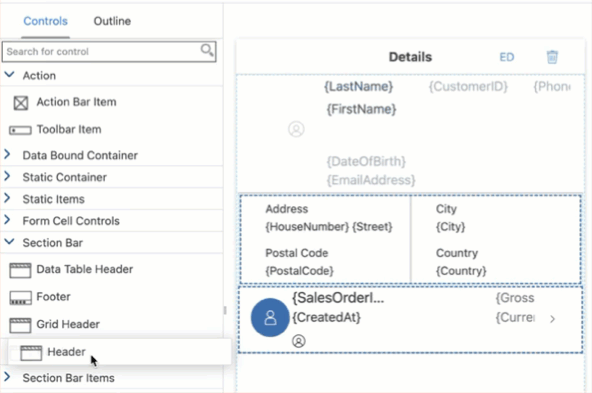 Controls Outline
Search for control
Action
Action Bar Item
Toolbar Item
Data Bound Container
Static Container
Static Items
Form Cell Controls
Section Bar
Data Table Header
Footer
Grid Header
Header
Section Bar Items
Details ED
{LastName} {CustomerID} {Phon
{FirstName}
{DateOfBirth}
{EmailAddress}
Address City
{HouseNumber} {Street} {City}
Postal Code Country
{PostalCode} {Country}
{SalesOrderI... {Gross
{CreatedAt} {Curre